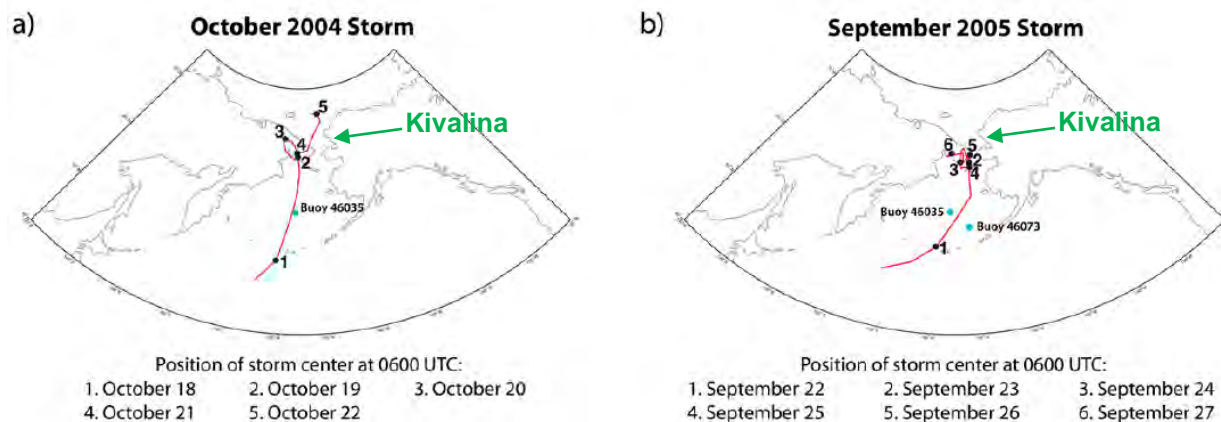 a)
October 2004 Storm
5
Kivalina
3
4
2
Buoy 46035
1
Position of storm center at 0600 UTC:
1. October 18 2. October 19 3. October 20
4. October 21 5. October 22
b)
September 2005 Storm
Kivalina
6
5
2
3
4
Buoy 46035
Buoy 46073
1
Position of storm center at 0600 UTC:
1. September 22 2. September 23 3. September 24
4. September 25 5. September 26 6. September 27